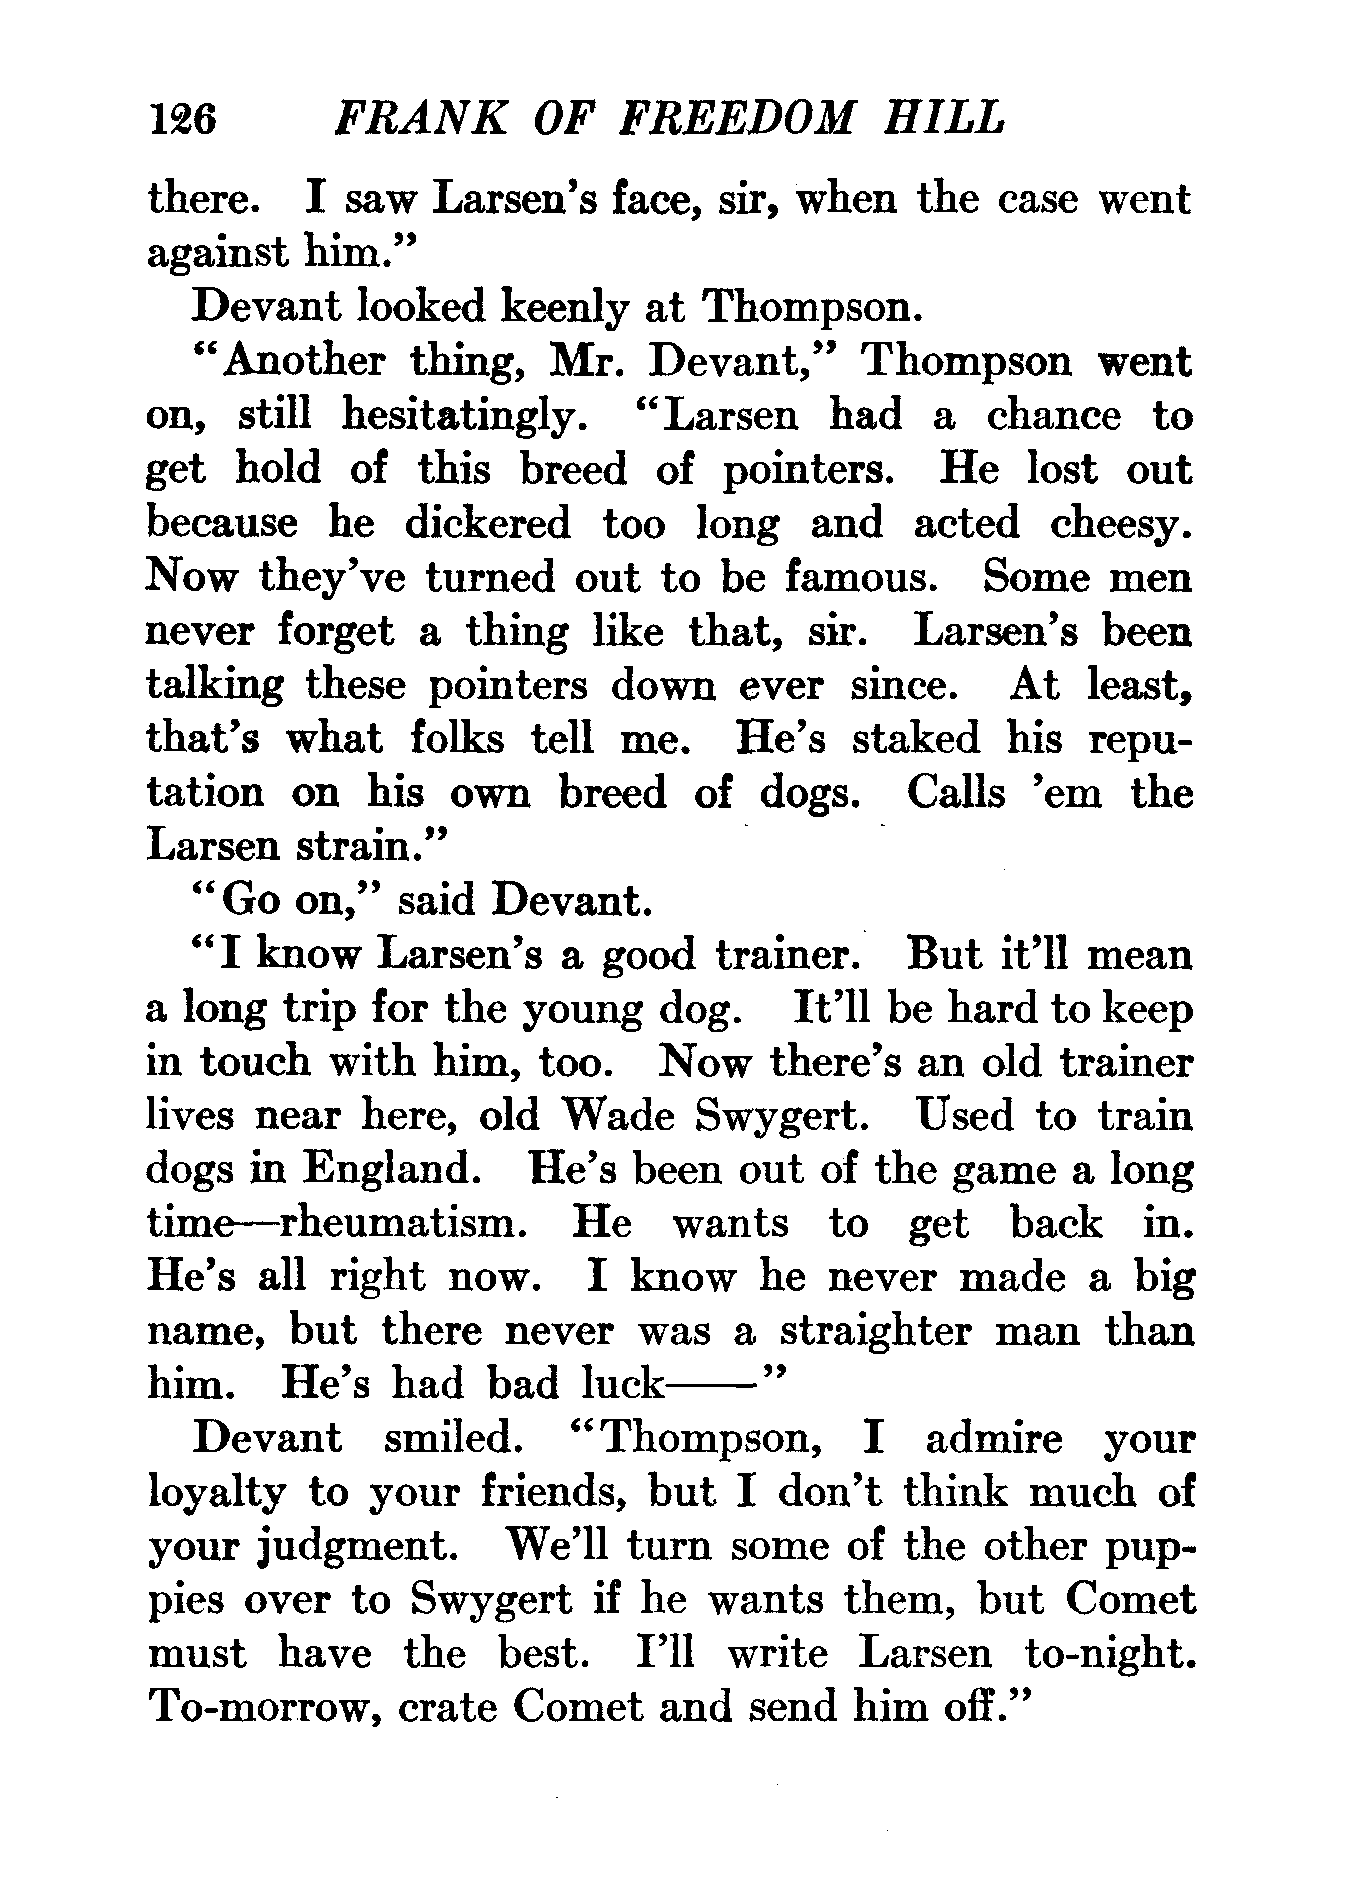 126 FRANK OF FREEDOM HILL
there. I saw Larsen's face, sir, when the case went
against him."
Devant looked keenly at Thompson.
"Another thing, Mr. Devant," Thompson went
on, still hesitatingly. "Larsen had a chance to
get hold of this breed of pointers. He lost out
because he dickered too long and acted cheesy.
Now they've turned out to be famous. Some men
never forget a thing like that, sir. Larsen's been
talking these pointers down ever since. At least,
that's what folks tell me. He's staked his repu-
tation on his own breed of dogs. Calls 'em the
Larsen strain."
"Go on," said Devant.
"I know Larsen's a good trainer. But it'll mean
a long trip for the young dog. It'll be hard to keep
in touch with him, too. Now there's an old trainer
lives near here, old Wade Swygert. Used to train
dogs in England. He's been out of the game a long
time—rheumatism. He wants to get back in.
He's all right now. I know he never made a big
name, but there never was a straighter man than
him. He's had bad luck——"
Devant smiled. "Thompson, I admire your
loyalty to your friends, but I don't think much of
your judgment. We'll turn some of the other pup-
pies over to Swygert if he wants them, but Comet
must have the best. I'll write Larsen to-night.
To-morrow, crate Comet and send him off."